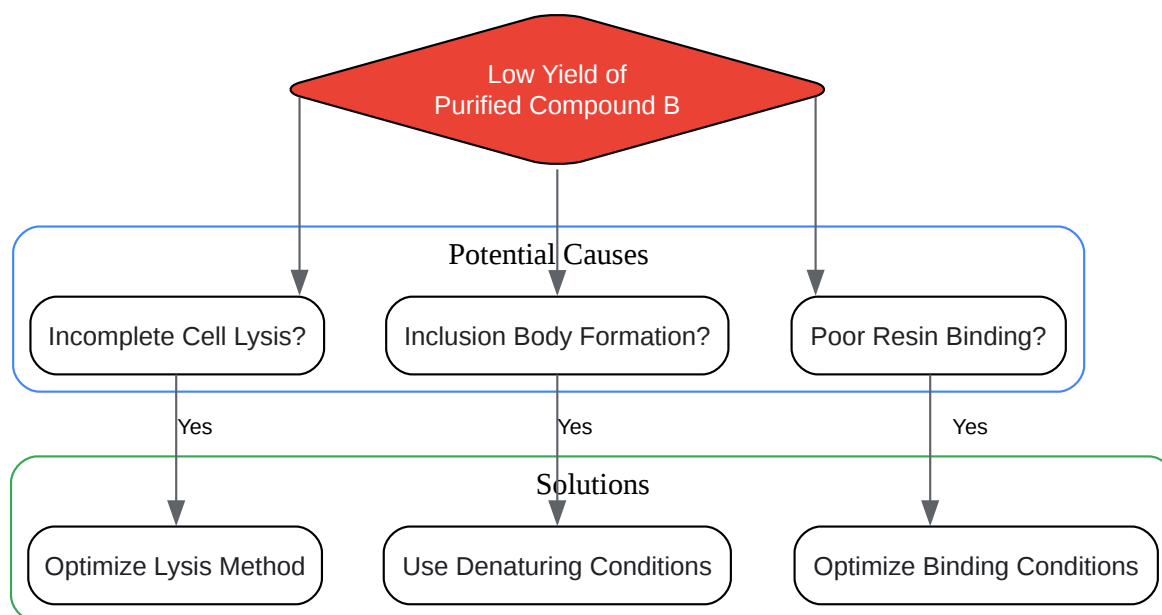 Low Yield of
Purified Compound B
Potential Causes
Incomplete Cell Lysis?
Inclusion Body Formation?
Poor Resin Binding?
Yes
Yes
Yes
Solutions
Optimize Lysis Method
Use Denaturing Conditions
Optimize Binding Conditions